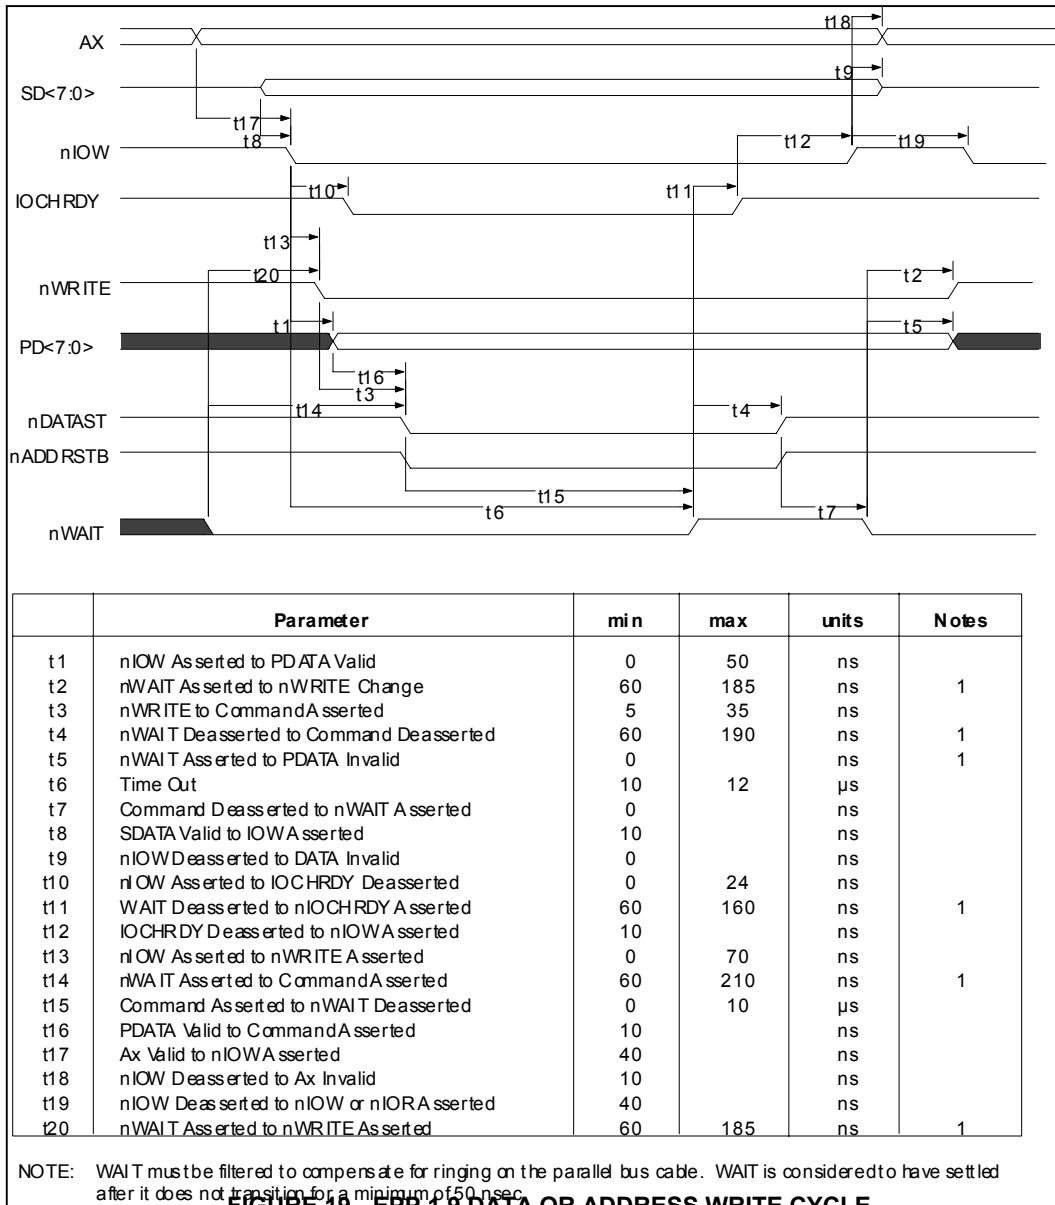 t18
AX
t9
SD<7:0>
t17
t8
t12
t19
nIOW
t10
t11
IOCHRDY
t13
t20
t2
nWRITE
t1
t5
PD<7:0>
t16
t3
t14
t4
nDATAST
nADDRSTB
t15
t6
t7
nWAIT
Parameter min max units Notes
t1 nIOW Asserted to PDATA Valid 0 50 ns
t2 nWAIT Asserted to nWRITE Change 60 185 ns 1
t3 nWRITE to Command Asserted 5 35 ns
t4 nWAIT Deasserted to Command Deasserted 60 190 ns 1
t5 nWAIT Asserted to PDATA Invalid 0 ns 1
t6 Time Out 10 12 µs
t7 Command Deasserted to nWAIT Asserted 0 ns
t8 SDATA Valid to IOW Asserted 10 ns
t9 nIOW Deasserted to DATA Invalid 0 ns
t10 nIOW Asserted to IOCHRDY Deasserted 0 24 ns
t11 WAIT Deasserted to nIOCHRDY Asserted 60 160 ns 1
t12 IOCHRDY Deasserted to nIOW Asserted 10 ns
t13 nIOW Asserted to nWRITE Asserted 0 70 ns
t14 nWAIT Asserted to Command Asserted 60 210 ns 1
t15 Command Asserted to nWAIT Deasserted 0 10 µs
t16 PDATA Valid to Command Asserted 10 ns
t17 Ax Valid to nIOW Asserted 40 ns
t18 nIOW Deasserted to Ax Invalid 10 ns
t19 nIOW Deasserted to nIOW or nIOR Asserted 40 ns
t20 nWAIT Asserted to nWRITE Asserted 60 185 ns 1
NOTE: WAIT must be filtered to compensate for ringing on the parallel bus cable. WAIT is considered to have settled
after it does not transition for a minimum of 50 nsec.
FIGURE 19 - EPP 1.9 DATA OR ADDRESS WRITE CYCLE